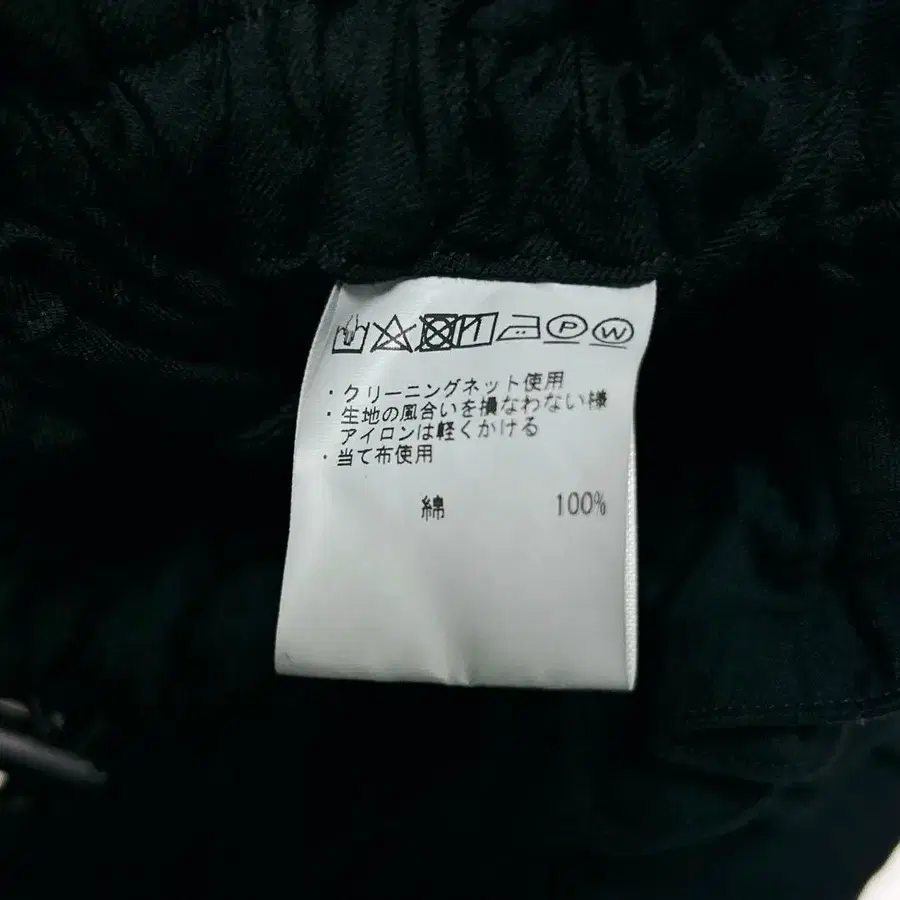 P W
・クリーニングネット使用
・生地の風合いを損なわない様
アイロンは軽くかける
・当て布使用
綿 100%